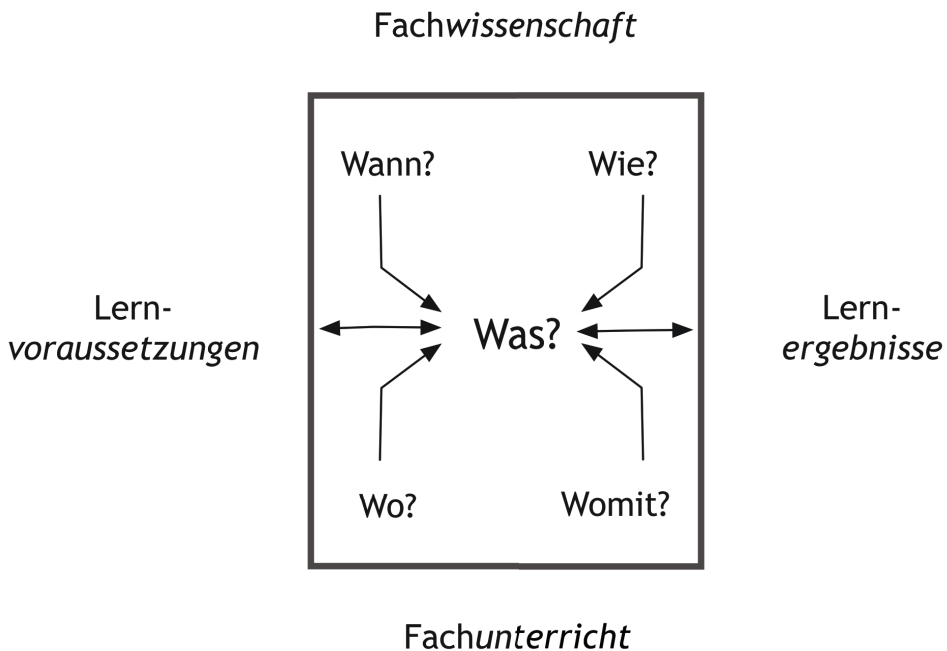 Fachwissenschaft
Wann?
Wie?
Lern-
voraussetzungen
Was?
Lern-
ergebnisse
Wo?
Womit?
Fachunterricht